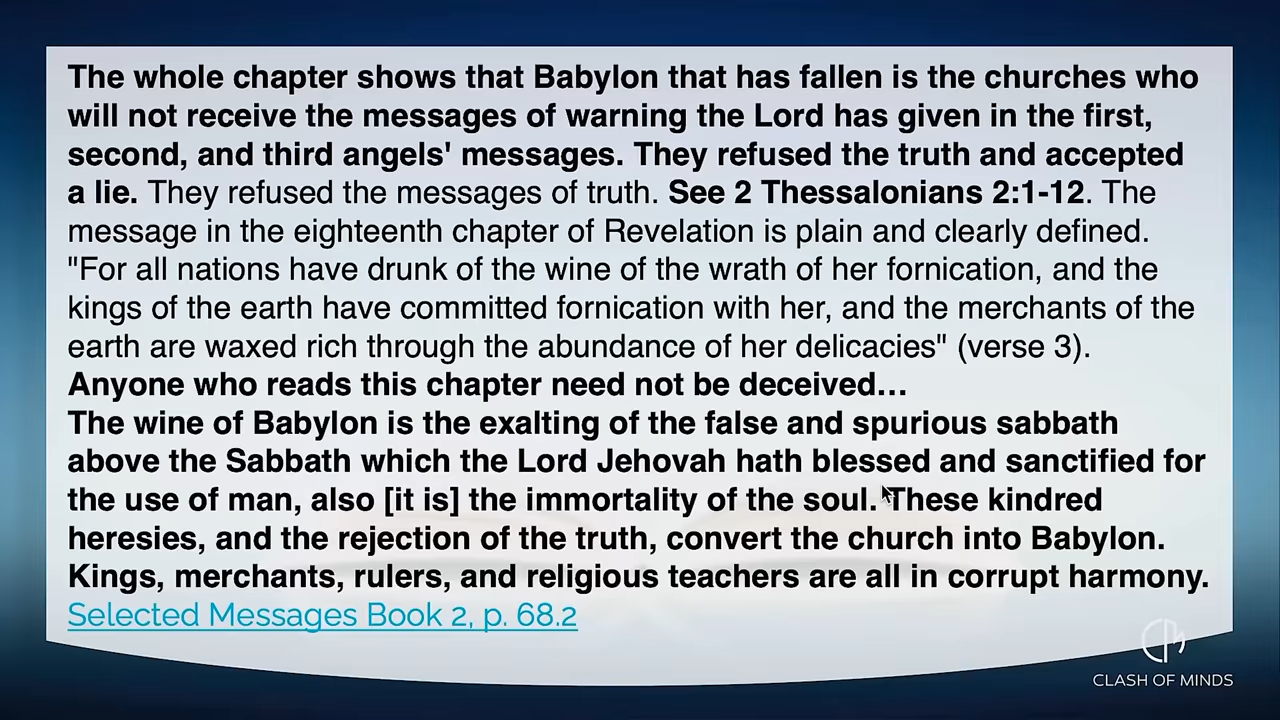 The whole chapter shows that Babylon that has fallen is the churches who
will not receive the messages of warning the Lord has given in the first,
second, and third angels' messages. They refused the truth and accepted
a lie. They refused the messages of truth. See 2 Thessalonians 2:1-12. The
message in the eighteenth chapter of Revelation is plain and clearly defined.
"For all nations have drunk of the wine of the wrath of her fornication, and the
kings of the earth have committed fornication with her, and the merchants of the
earth are waxed rich through the abundance of her delicacies" (verse 3).
Anyone who reads this chapter need not be deceived…
The wine of Babylon is the exalting of the false and spurious sabbath
above the Sabbath which the Lord Jehovah hath blessed and sanctified for
the use of man, also [it is] the immortality of the soul. These kindred
heresies, and the rejection of the truth, convert the church into Babylon.
Kings, merchants, rulers, and religious teachers are all in corrupt harmony.
Selected Messages Book 2, p. 68.2
CLASH OF MINDS